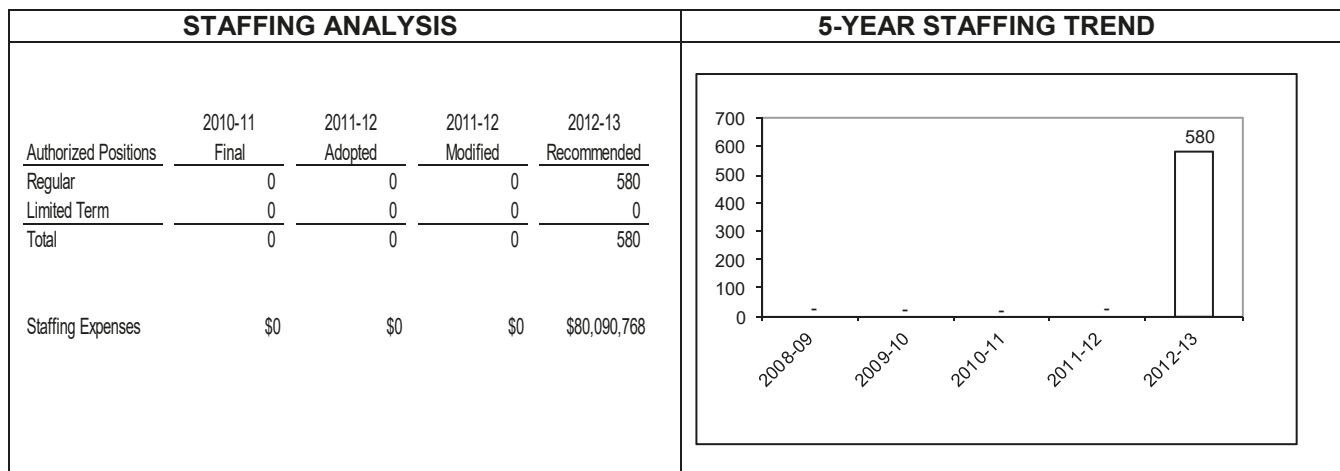 STAFFING ANALYSIS
2010-11 2011-12 2011-12 2012-13
Authorized Positions Final Adopted Modified Recommended
Regular 0 0 0 580
Limited Term 0 0 0 0
Total 0 0 0 580
Staffing Expenses $0 $0 $0 $80,090,768
5-YEAR STAFFING TREND
700
600
500
400
300
200
100
0
- - - - 580
2008-09 2009-10 2010-11 2011-12 2012-13